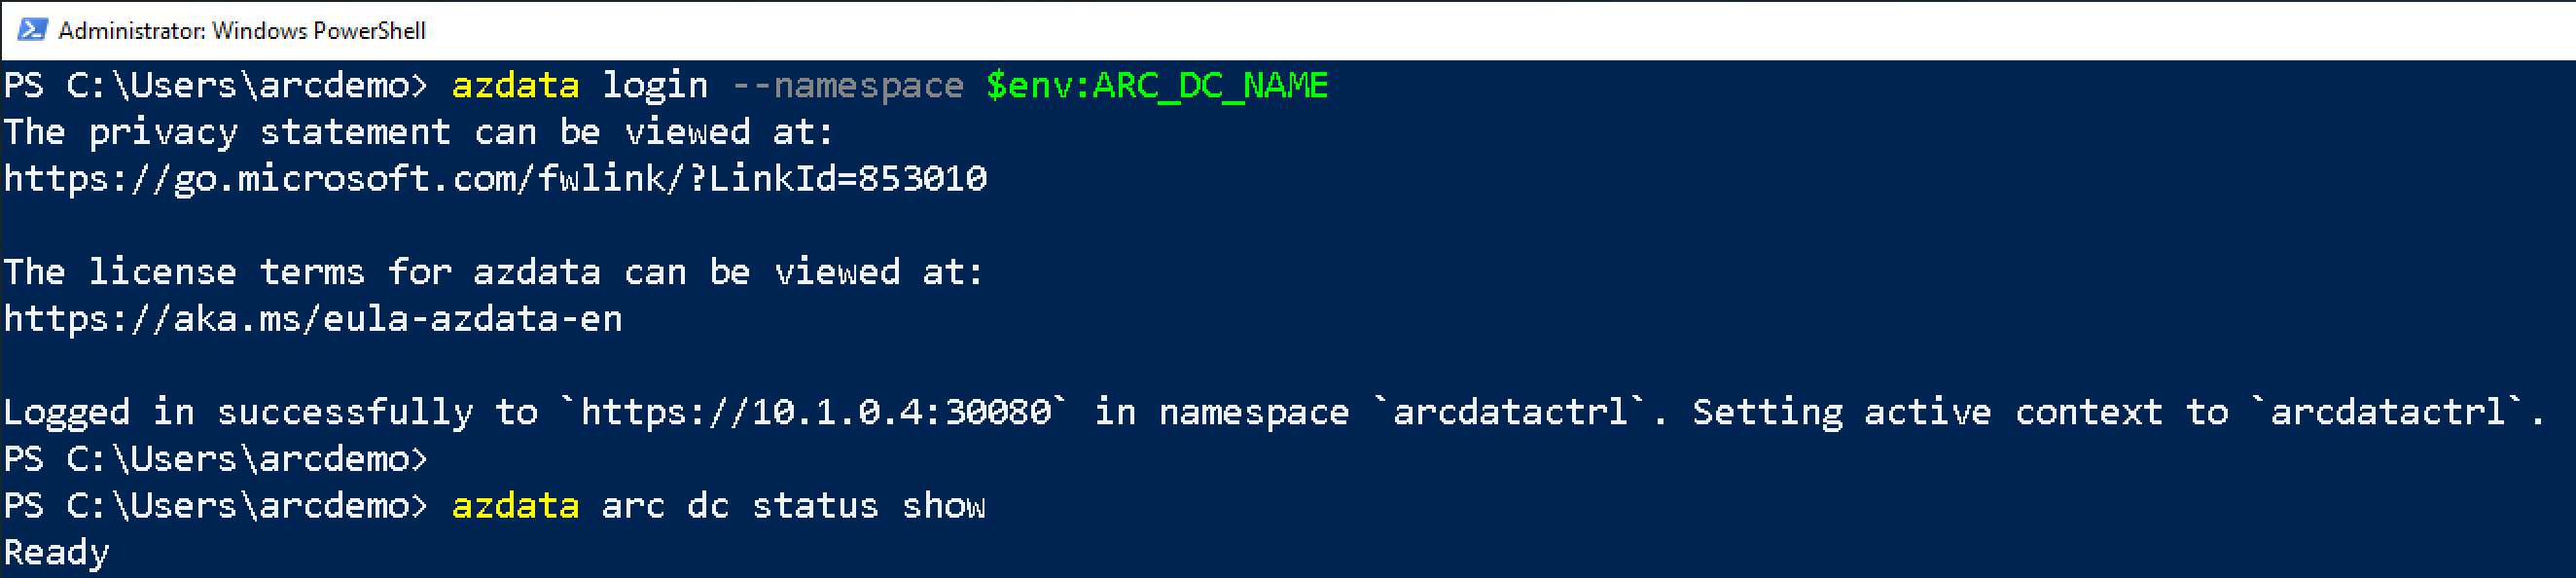 Administrator: Windows PowerShell
PS C:\Users\arcdemo> azdata login --namespace $env:ARC_DC_NAME
The privacy statement can be viewed at:
https://go.microsoft.com/fwlink/?LinkId=853010
The license terms for azdata can be viewed at:
https://aka.ms/eula-azdata-en
Logged in successfully to `https://10.1.0.4:30080` in namespace `arcdatactrl`. Setting active context to `arcdatactrl`.
PS C:\Users\arcdemo>
PS C:\Users\arcdemo> azdata arc dc status show
Ready